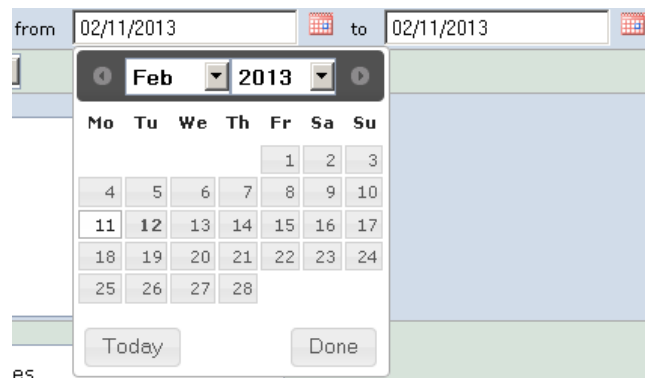 from 02/11/2013 to 02/11/2013
Feb 2013
Mo Tu We Th Fr Sa Su
1 2 3
4 5 6 7 8 9 10
11 12 13 14 15 16 17
18 19 20 21 22 23 24
25 26 27 28
Today Done
es